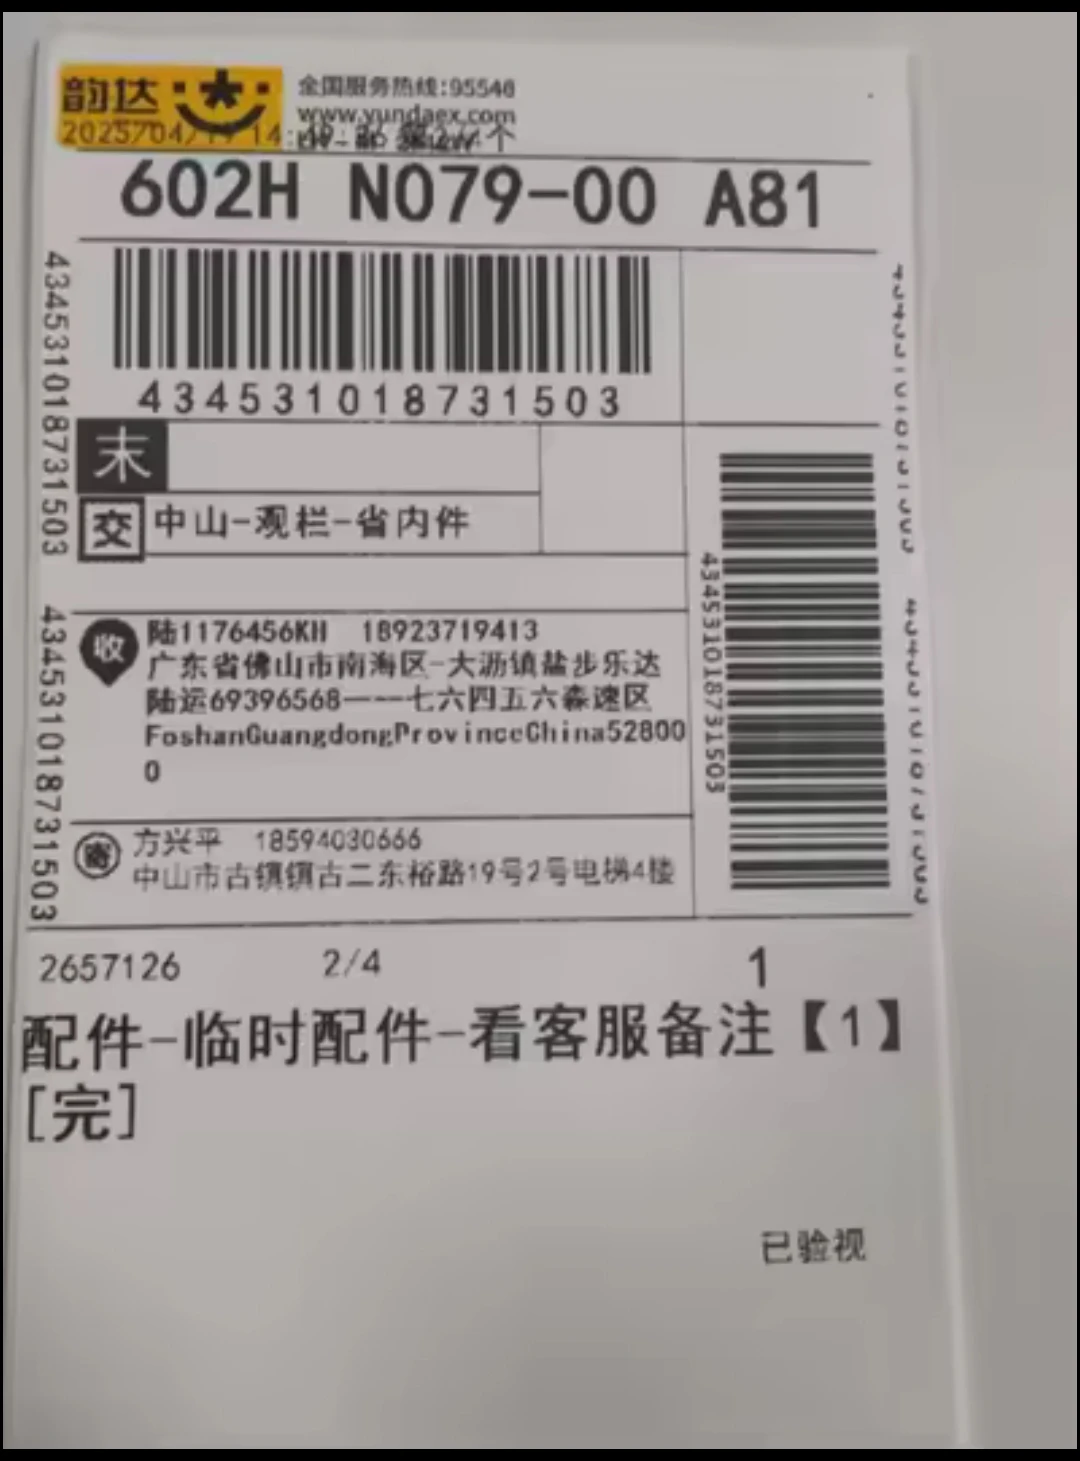 韵达
全国服务热线:95546
www.yundaex.com
602H N079-00 A81
434531018731503
434531018731503
末
交 中山-观栏-省内件
434531018731503
收 陆1176456KH 18923719413
广东省佛山市南海区-大沥镇盐步乐达
陆运69396568——七六四五六森速区
FoshanGuangdongProvinceChina52800
0
434531018731503
寄 方兴平 18594030666
中山市古镇镇古二东裕路19号2号电梯4楼
2657126 2/4 1
配件-临时配件-看客服备注【1】
[完]
已验视